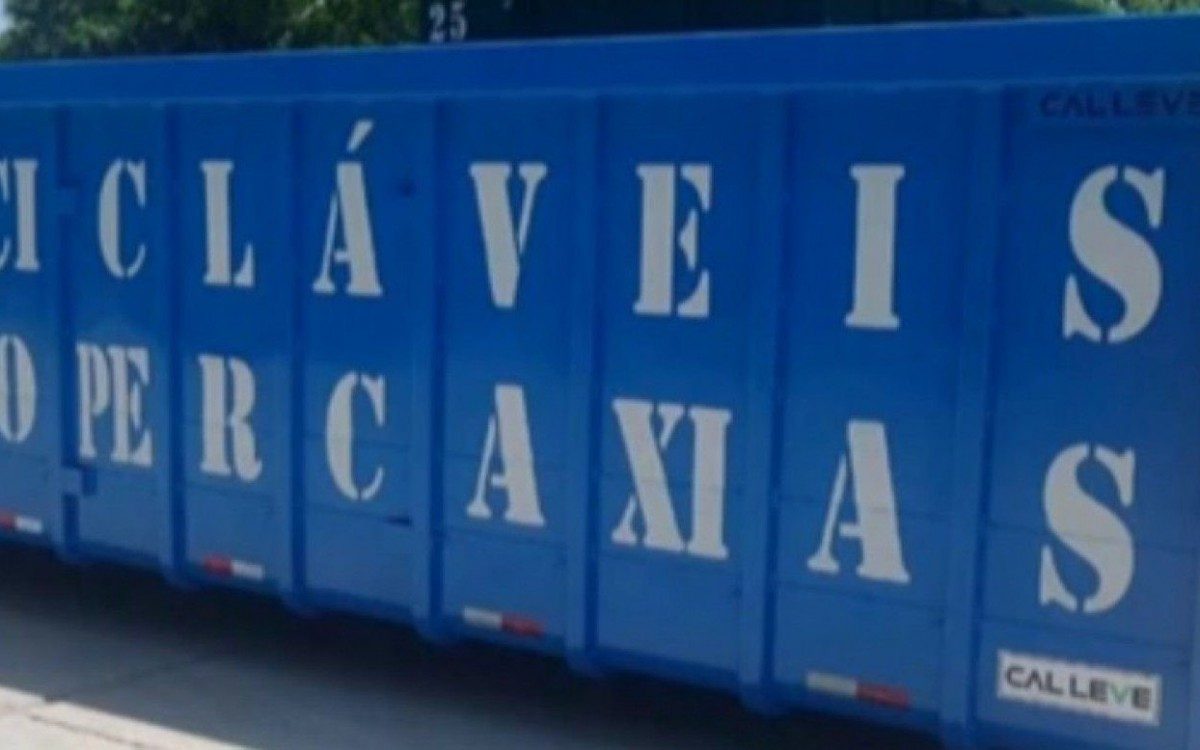 25
CAL LEVE
CICLÁVEIS
OPERCAXIAS
CAL LEVE